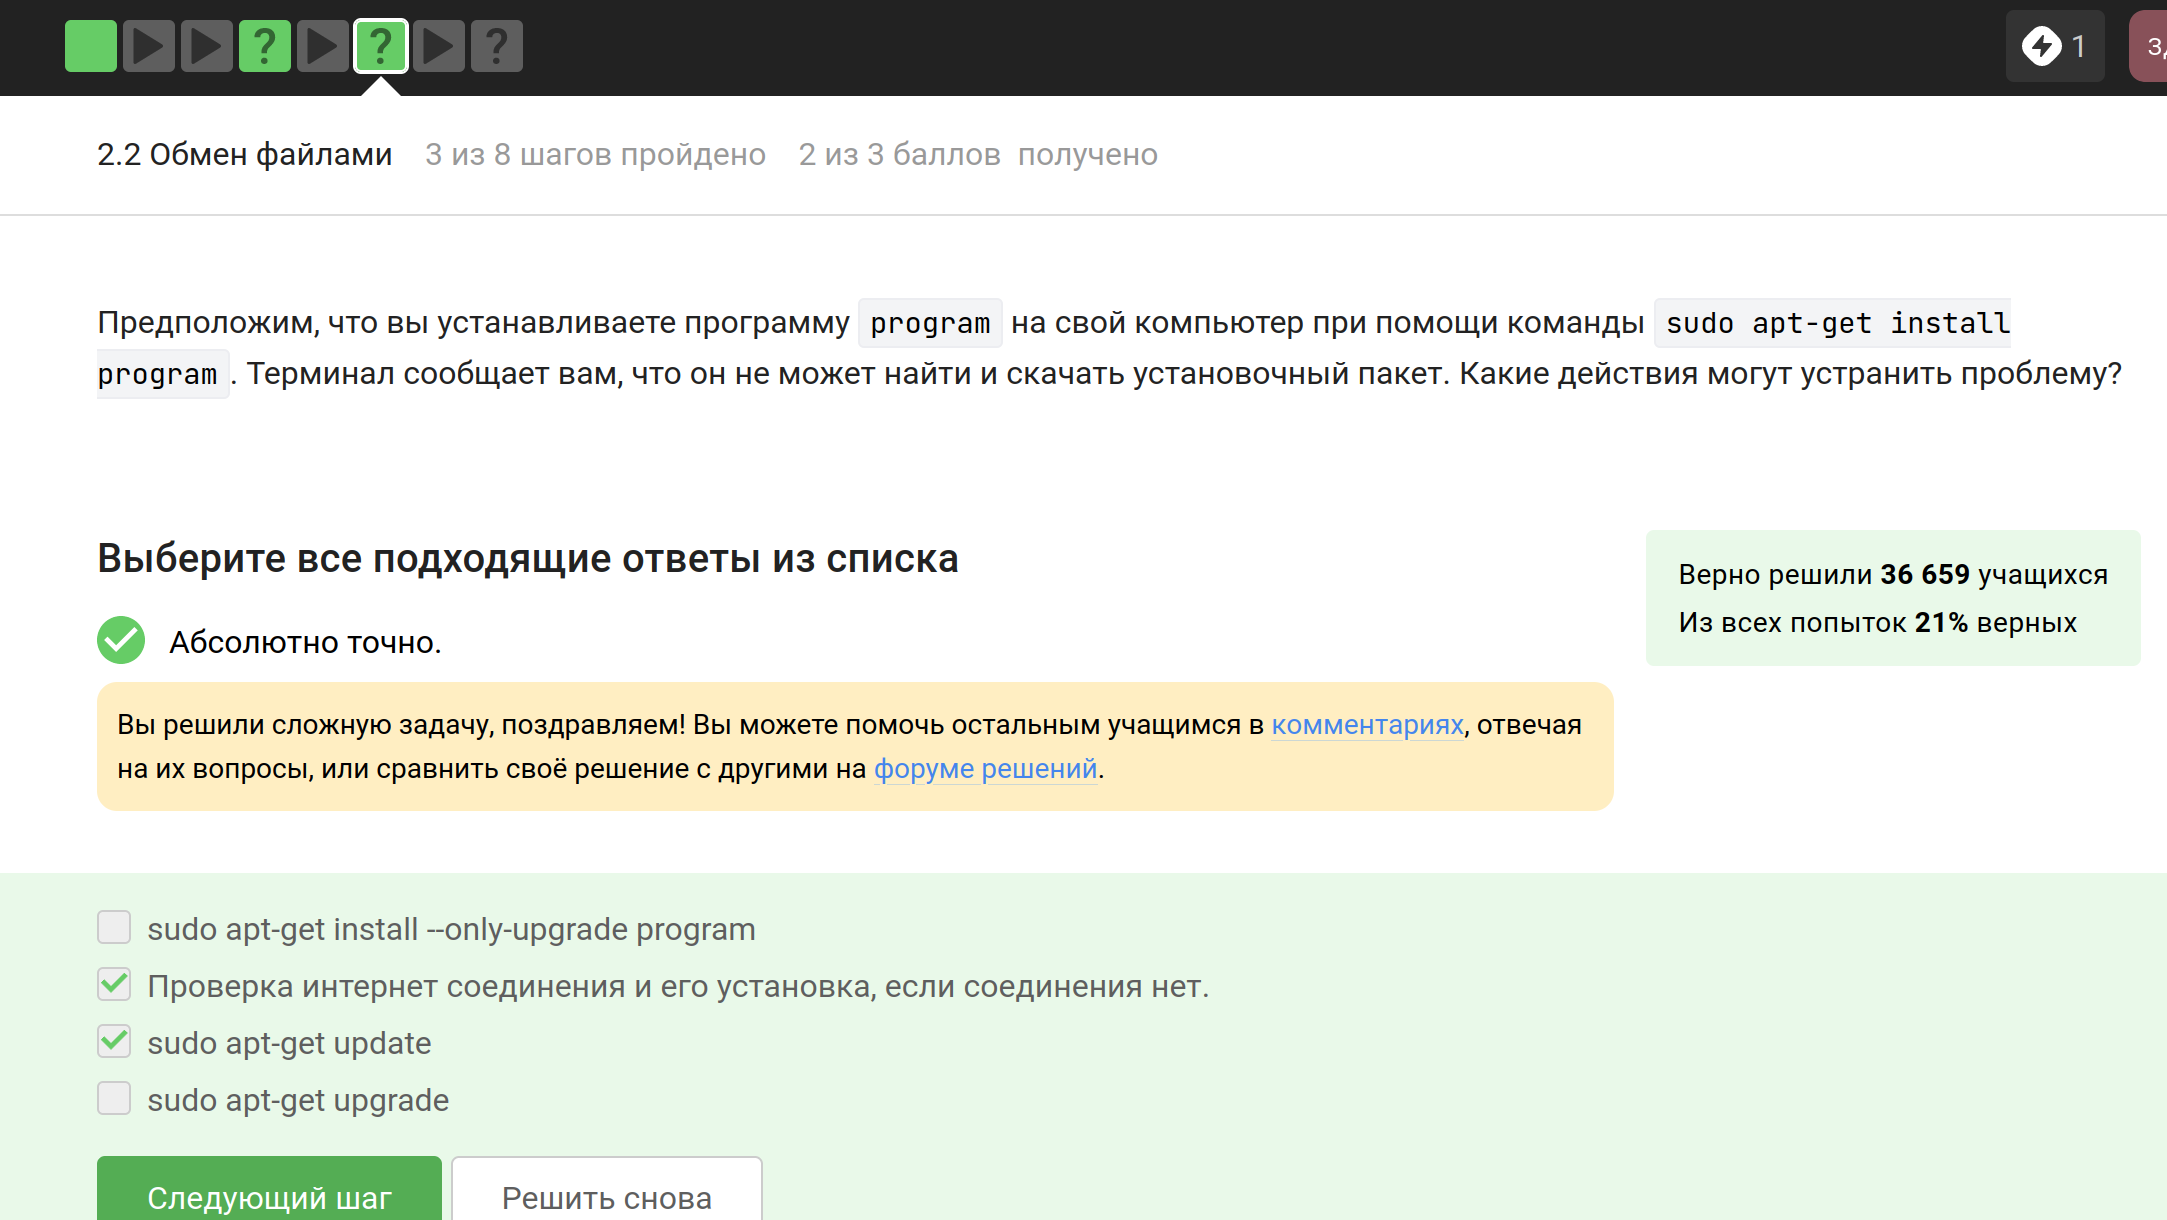 ? ? ? 1
2.2 Обмен файлами 3 из 8 шагов пройдено 2 из 3 баллов получено
Предположим, что вы устанавливаете программу program на свой компьютер при помощи команды sudo apt-get install
program . Терминал сообщает вам, что он не может найти и скачать установочный пакет. Какие действия могут устранить проблему?
Выберите все подходящие ответы из списка
Верно решили 36 659 учащихся
Из всех попыток 21% верных
Абсолютно точно.
Вы решили сложную задачу, поздравляем! Вы можете помочь остальным учащимся в комментариях, отвечая
на их вопросы, или сравнить своё решение с другими на форуме решений.
sudo apt-get install --only-upgrade program
Проверка интернет соединения и его установка, если соединения нет.
sudo apt-get update
sudo apt-get upgrade
Следующий шаг Решить снова